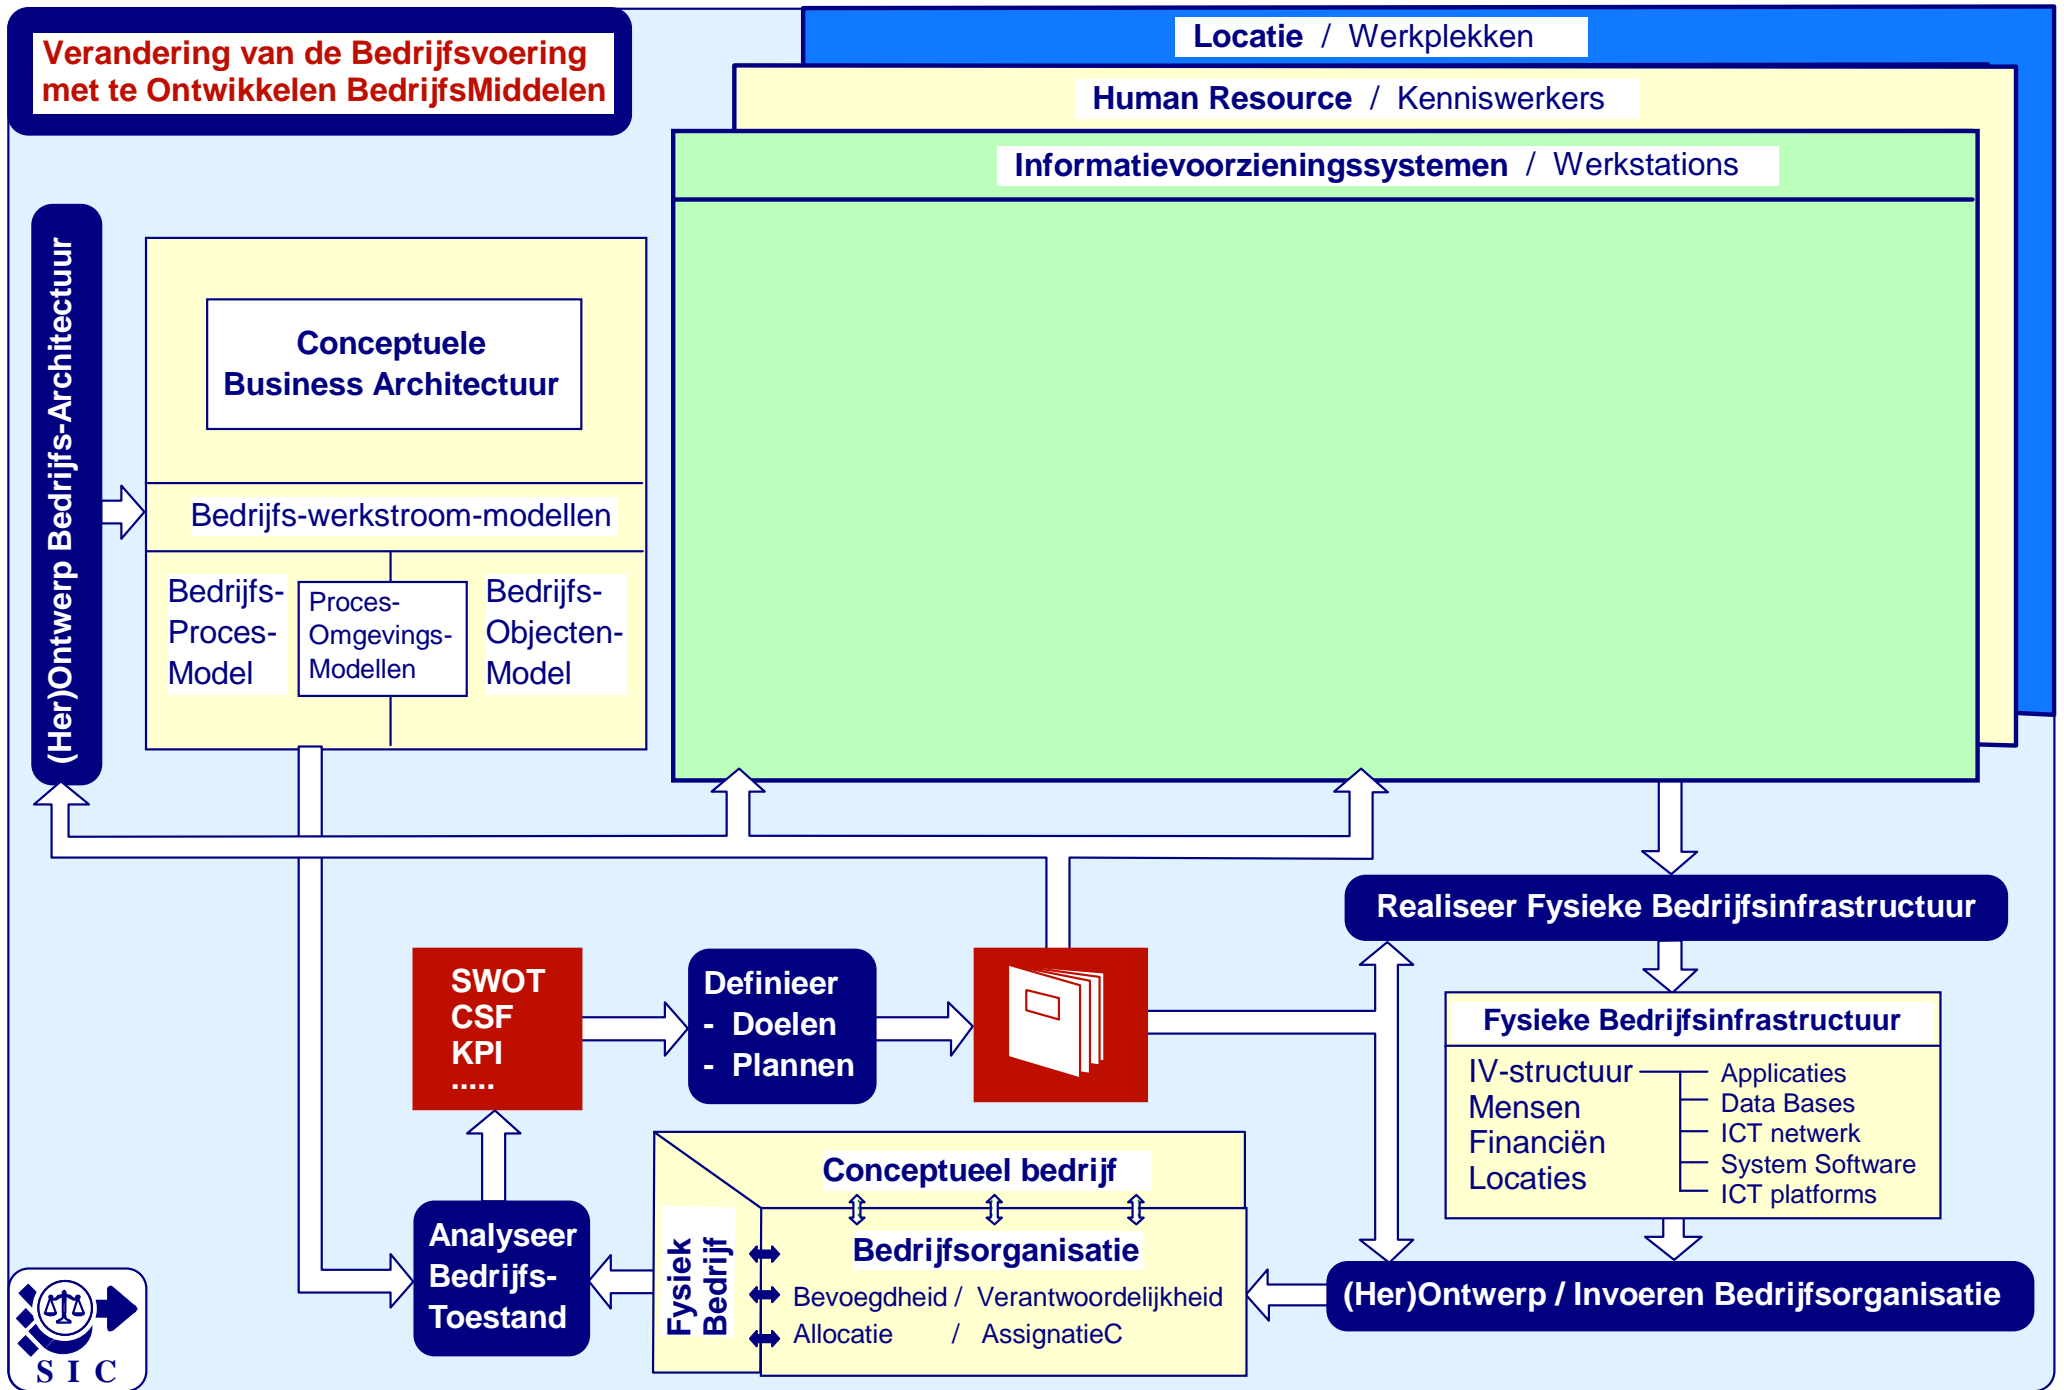 Verandering van de Bedrijfsvoering
met te Ontwikkelen BedrijfsMiddelen
Locatie / Werkplekken
Human Resource / Kenniswerkers
Informatievoorzieningssystemen / Werkstations
(Her)Ontwerp Bedrijfs-Architectuur
Conceptuele
Business Architectuur
Bedrijfs-werkstroom-modellen
Bedrijfs-
Proces-
Model
Proces-
Omgevings-
Modellen
Bedrijfs-
Objecten-
Model
Realiseer Fysieke Bedrijfsinfrastructuur
SWOT
CSF
KPI
.....
Definieer
- Doelen
- Plannen
Fysieke Bedrijfsinfrastructuur
IV-structuur
Mensen
Financiën
Locaties
Applicaties
Data Bases
ICT netwerk
System Software
ICT platforms
Analyseer
Bedrijfs-
Toestand
Fysiek
Bedrijf
Conceptueel bedrijf
Bedrijfsorganisatie
Bevoegdheid / Verantwoordelijkheid
Allocatie / AssignatieC
(Her)Ontwerp / Invoeren Bedrijfsorganisatie
S I C